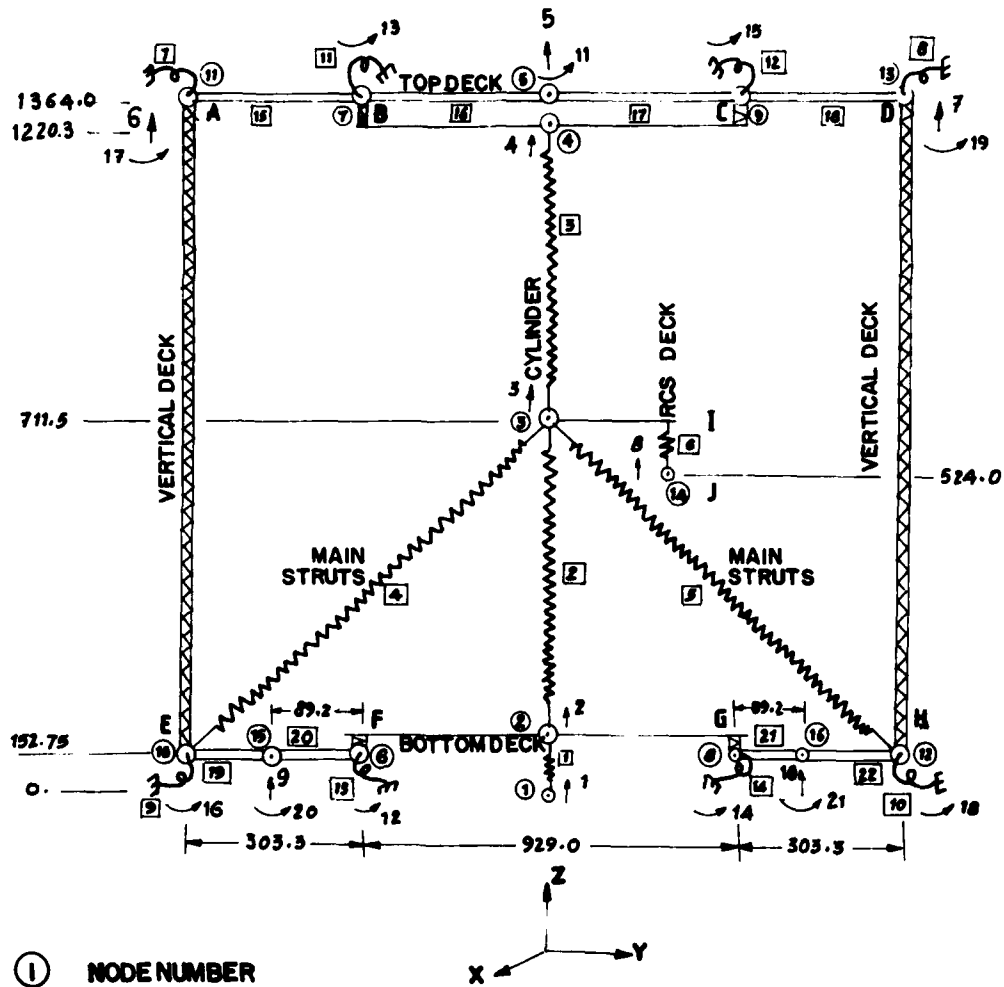 5
7 11 13 11 5 11 15 12 13 8
TOP DECK
1364.0
1220.3
6 A 15 7 B 16 17 C 9 18 D 7
17 4 4 19
3
CYLINDER
VERTICAL DECK
RCS DECK
VERTICAL DECK
3
711.5 3 I
6
8 524.0
14 J
MAIN STRUTS
MAIN STRUTS
2
4 5
E 89.2 F 2 2 G 89.2 H
152.75 10 15 20 BOTTOM DECK 21 16
19 9 6 1 8 22 12
0. 1 1
9 16 20 13 12 14 14 21 10 18
303.3 929.0 303.3
Z
Y
X
1 NODE NUMBER